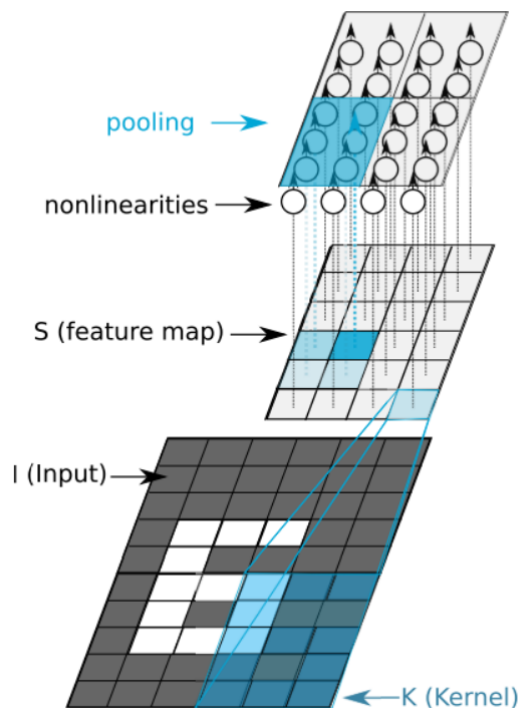 pooling
nonlinearities
S (feature map)
I (Input)
K (Kernel)